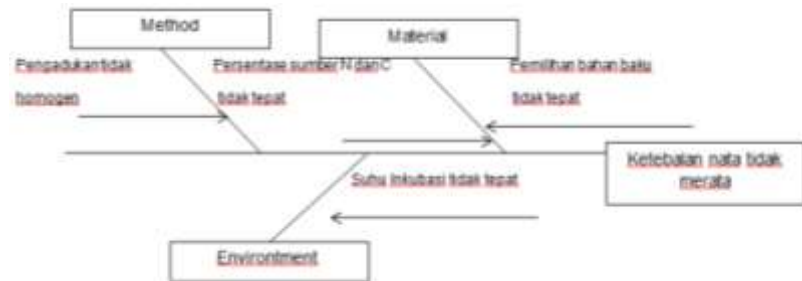 Method
Material
Pengadukan tidak
homogen
Persentase sumber N dan C
tidak tepat
Pemilihan bahan baku
tidak tepat
Ketebalan nata tidak
merata
Suhu Inkubasi tidak tepat
Environtment